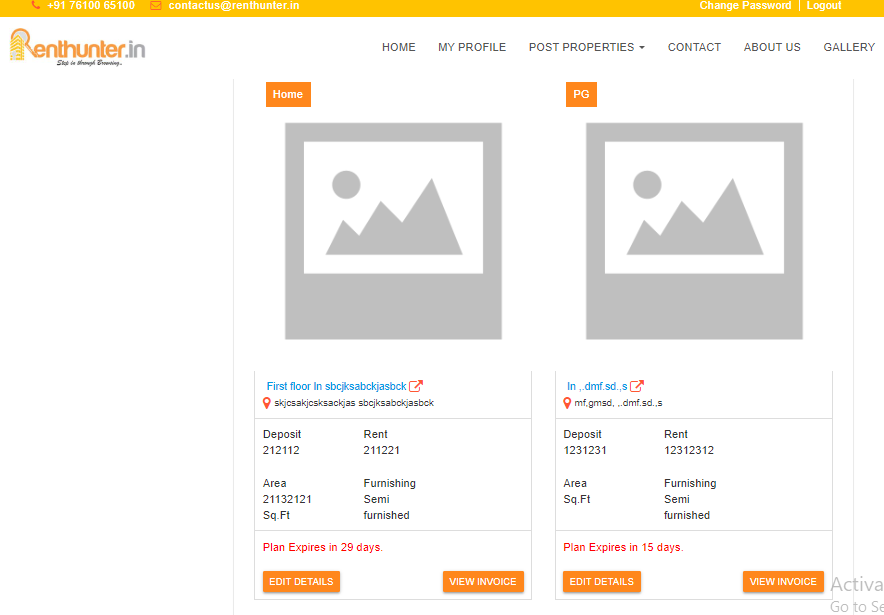 +91 76100 65100 contactus@renthunter.in Change Password | Logout
Renthunter.in
Step in through Browsing..
HOME MY PROFILE POST PROPERTIES CONTACT ABOUT US GALLERY
Home PG
First floor In sbcjksabckjasbck
skjcsakjcsksackjas sbcjksabckjasbck
Deposit Rent
212112 211221
Area Furnishing
21132121 Semi
Sq.Ft furnished
Plan Expires in 29 days.
EDIT DETAILS VIEW INVOICE
In ,.dmf.sd.,s
mf,gmsd, ,.dmf.sd.,s
Deposit Rent
1231231 12312312
Area Furnishing
Sq.Ft Semi
furnished
Plan Expires in 15 days.
EDIT DETAILS VIEW INVOICE
Activa
Go to Se